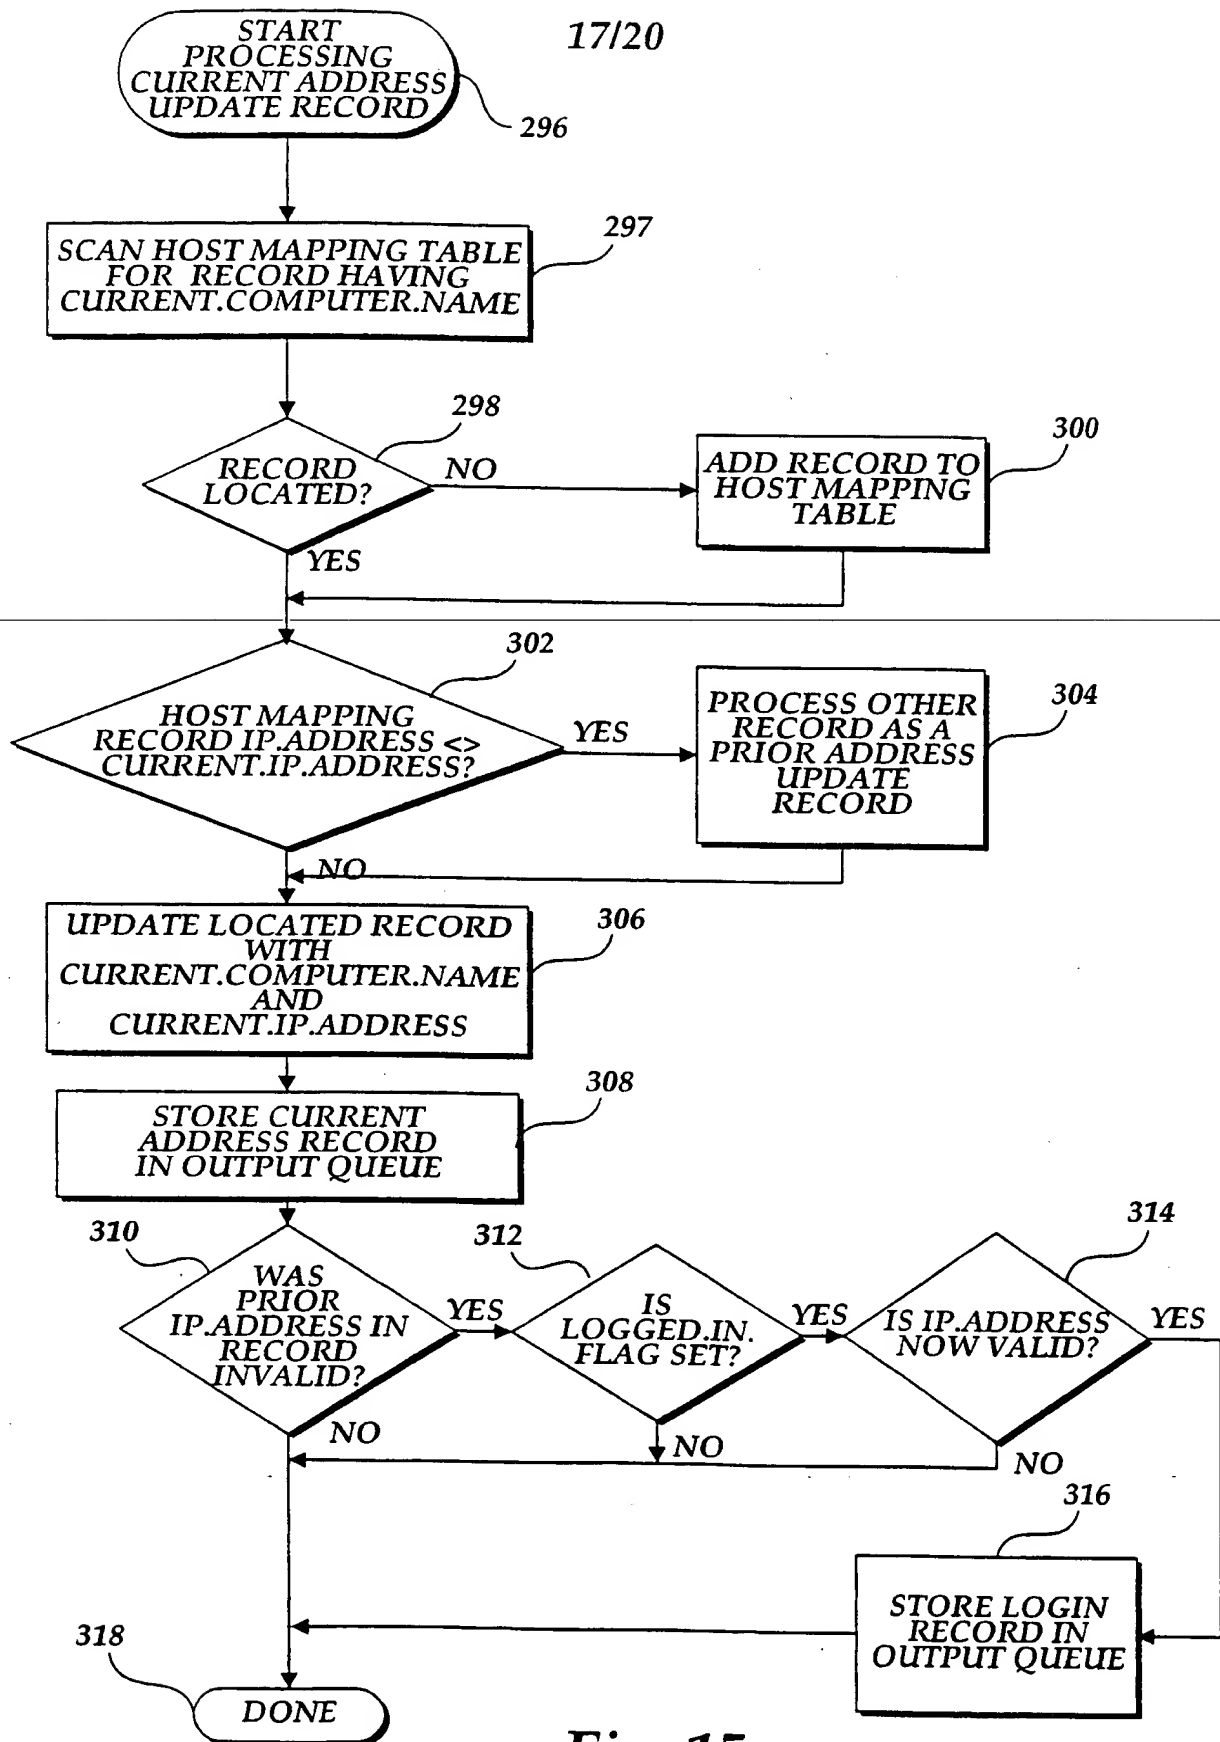 17/20
START
PROCESSING
CURRENT ADDRESS
UPDATE RECORD
296
SCAN HOST MAPPING TABLE
FOR RECORD HAVING
CURRENT.COMPUTER.NAME
297
RECORD
LOCATED?
298
NO
YES
ADD RECORD TO
HOST MAPPING
TABLE
300
HOST MAPPING
RECORD IP.ADDRESS <>
CURRENT.IP.ADDRESS?
302
YES
NO
PROCESS OTHER
RECORD AS A
PRIOR ADDRESS
UPDATE
RECORD
304
UPDATE LOCATED RECORD
WITH
CURRENT.COMPUTER.NAME
AND
CURRENT.IP.ADDRESS
306
STORE CURRENT
ADDRESS RECORD
IN OUTPUT QUEUE
308
310
WAS
PRIOR
IP.ADDRESS IN
RECORD
INVALID?
YES
NO
312
IS
LOGGED.IN.
FLAG SET?
YES
NO
314
IS IP.ADDRESS
NOW VALID?
YES
NO
316
STORE LOGIN
RECORD IN
OUTPUT QUEUE
318
DONE
Fig. 15